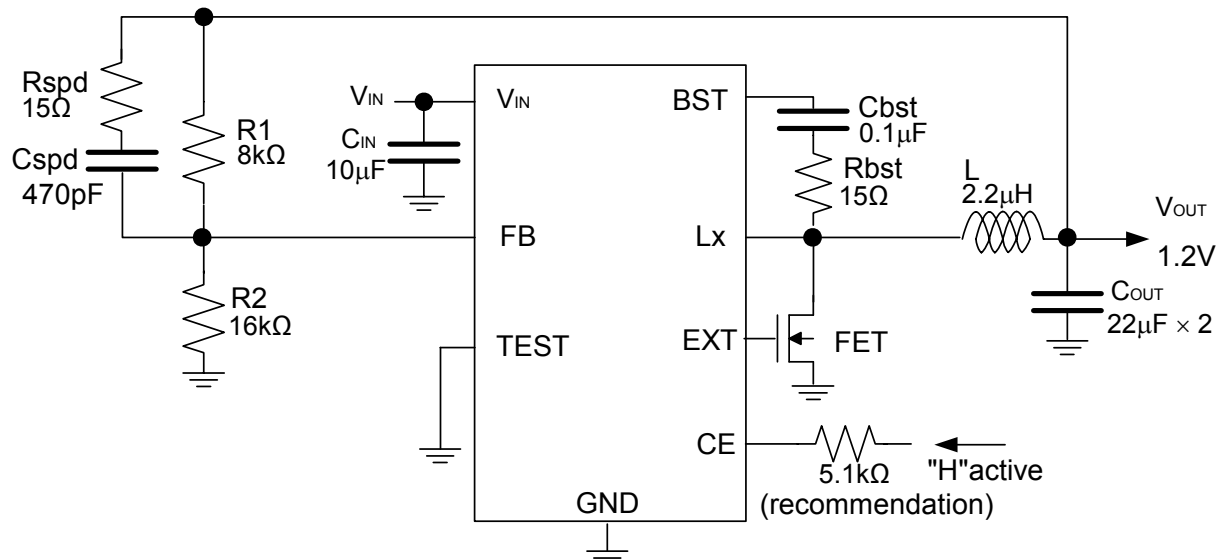 Rspd
15Ω
Cspd
470pF
R1
8kΩ
R2
16kΩ
VIN
CIN
10μF
VIN
FB
TEST
GND
BST
Lx
EXT
CE
Cbst
0.1μF
Rbst
15Ω
L
2.2μH
VOUT
1.2V
COUT
22μF × 2
FET
5.1kΩ
(recommendation)
"H"active